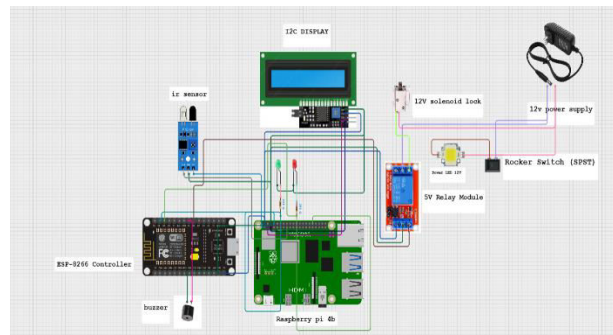 I2C DISPLAY
ir sensor
12V solenoid lock
12v power supply
Rocker Switch (SPST)
5V Relay Module
ESP-8266 Controller
Raspberry pi 4b
buzzer
HDMI